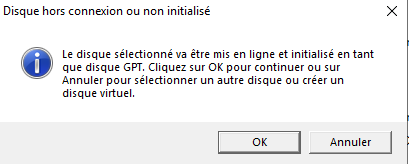 Disque hors connexion ou non initialisé
Le disque sélectionné va être mis en ligne et initialisé en tant
que disque GPT. Cliquez sur OK pour continuer ou sur
Annuler pour sélectionner un autre disque ou créer un
disque virtuel.
OK
Annuler